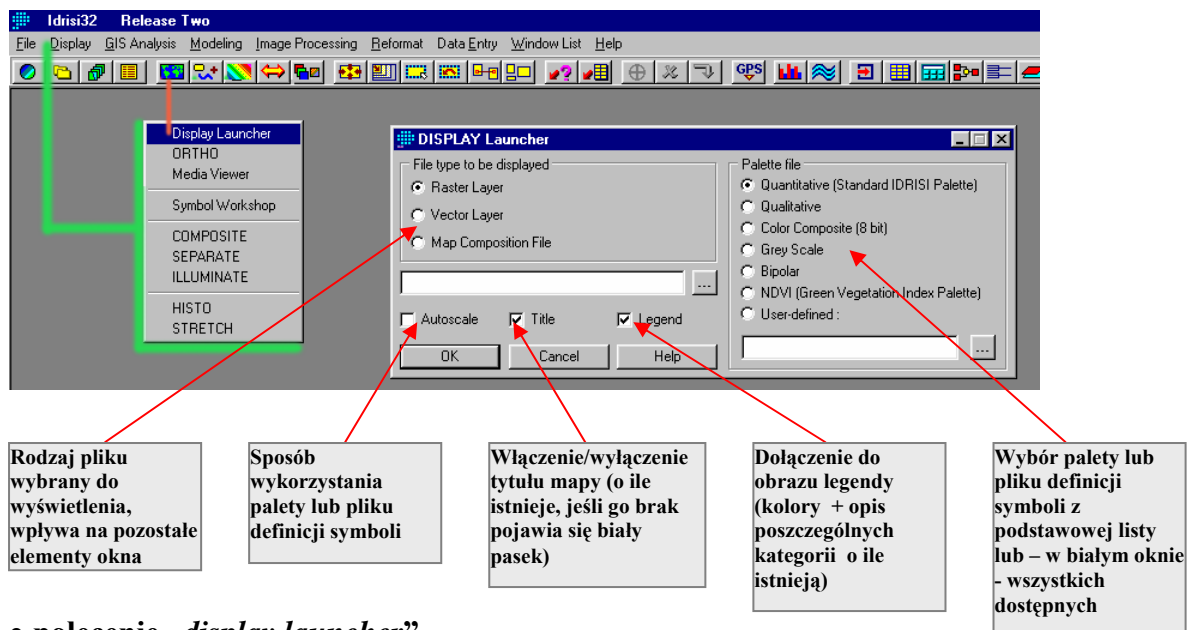 Idrisi32 Release Two
File Display GIS Analysis Modeling Image Processing Reformat Data Entry Window List Help
GPS
Display Launcher
ORTHO
Media Viewer
Symbol Workshop
COMPOSITE
SEPARATE
ILLUMINATE
HISTO
STRETCH
DISPLAY Launcher
File type to be displayed
Raster Layer
Vector Layer
Map Composition File
...
Autoscale Title Legend
OK Cancel Help
Palette file
Quantitative (Standard IDRISI Palette)
Qualitative
Color Composite (8 bit)
Grey Scale
Bipolar
NDVI (Green Vegetation Index Palette)
User-defined :
...
Rodzaj pliku
wybrany do
wyświetlenia,
wpływa na pozostałe
elementy okna
Sposób
wykorzystania
palety lub pliku
definicji symboli
Włączenie/wyłączenie
tytułu mapy (o ile
istnieje, jeśli go brak
pojawia się biały
pasek)
Dołączenie do
obrazu legendy
(kolory + opis
poszczególnych
kategorii o ile
istnieją)
Wybór palety lub
pliku definicji
symboli z
podstawowej listy
lub – w białym oknie
- wszystkich
dostępnych
polecenie „display launcher”